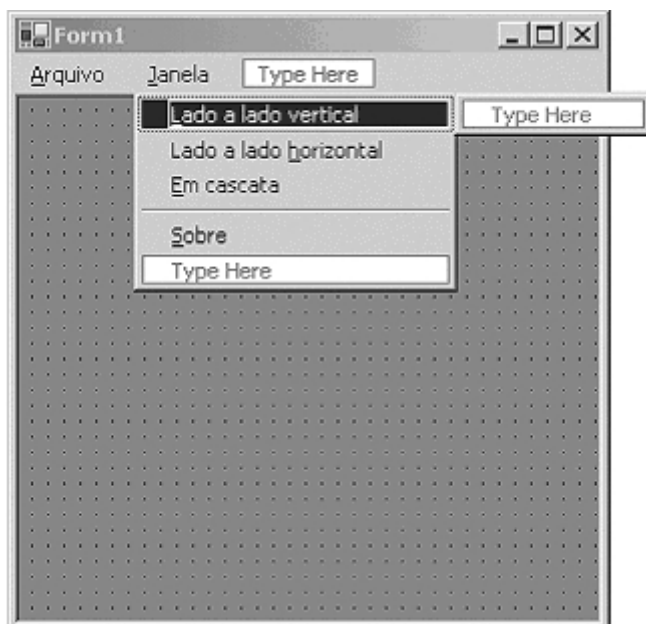 Form1
Arquivo Janela Type Here
Lado a lado vertical Type Here
Lado a lado horizontal
Em cascata
Sobre
Type Here